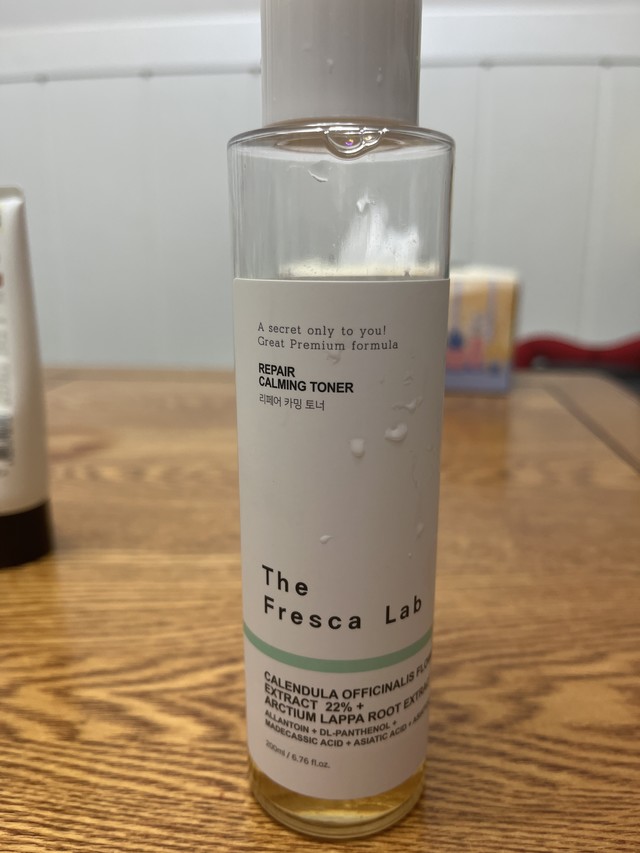 A secret only to you!
Great Premium formula
REPAIR
CALMING TONER
리페어 카밍 토너
The
Fresca Lab
CALENDULA OFFICINALIS
EXTRACT 22% +
ARCTIUM LAPPA ROOT
ALLANTOIN + DL-PANTHENOL +
MADECASSIC ACID + ASIATIC ACID +
200ml / 6.76 fl.oz.